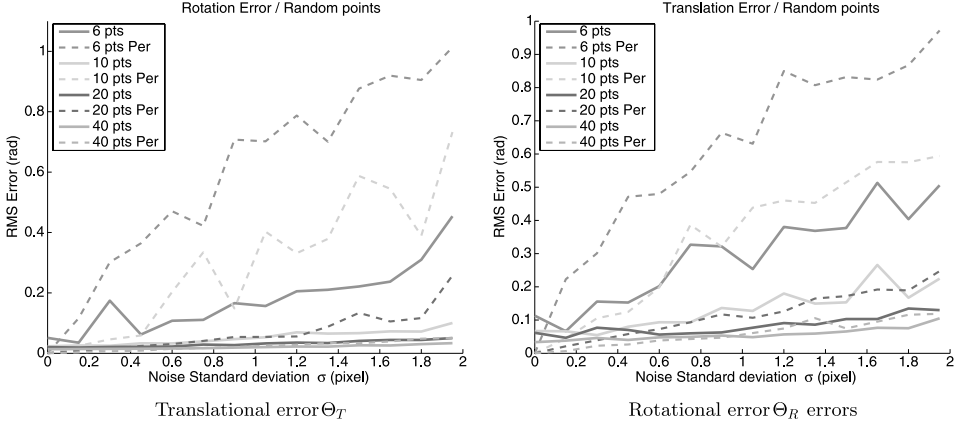 Rotation Error / Random points
6 pts
6 pts Per
10 pts
10 pts Per
20 pts
20 pts Per
40 pts
40 pts Per
RMS Error (rad)
1
0.8
0.6
0.4
0.2
0
0 0.2 0.4 0.6 0.8 1 1.2 1.4 1.6 1.8 2
Noise Standard deviation σ (pixel)
Translational error Θ_T
Translation Error / Random points
6 pts
6 pts Per
10 pts
10 pts Per
20 pts
20 pts Per
40 pts
40 pts Per
RMS Error (rad)
1
0.9
0.8
0.7
0.6
0.5
0.4
0.3
0.2
0.1
0
0 0.2 0.4 0.6 0.8 1 1.2 1.4 1.6 1.8 2
Noise Standard deviation σ (pixel)
Rotational error Θ_R errors